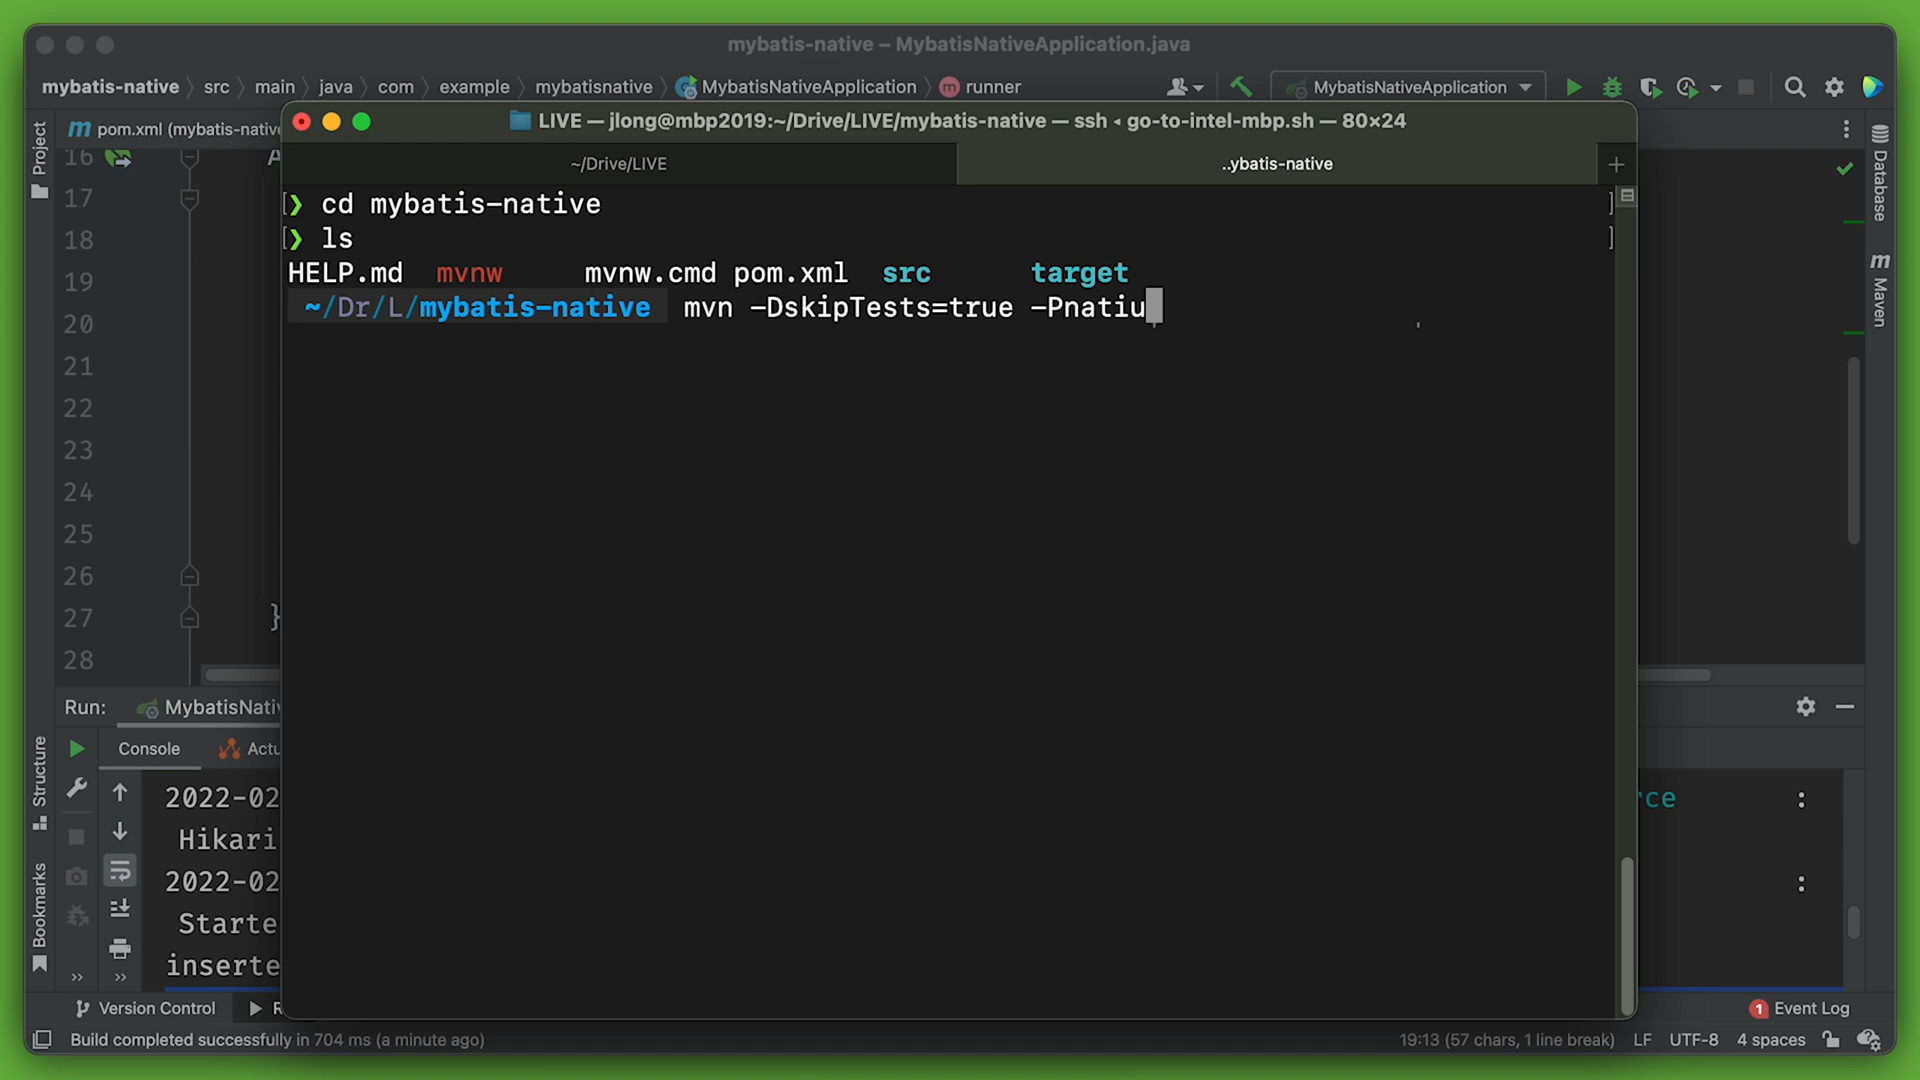 mybatis-native – MybatisNativeApplication.java
mybatis-native src main java com example mybatisnative MybatisNativeApplication runner MybatisNativeApplication
Project
pom.xml (mybatis-native
LIVE — jlong@mbp2019:~/Drive/LIVE/mybatis-native — ssh ◂ go-to-intel-mbp.sh — 80×24
~/Drive/LIVE
..ybatis-native
Database
Maven
[❯ cd mybatis-native ]
[❯ ls ]
HELP.md mvnw mvnw.cmd pom.xml src target
~/Dr/L/mybatis-native mvn -DskipTests=true -Pnatiu
16
17
18
19
20
21
22
23
24
25
26
27 }
28
Run: MybatisNati
Console
Structure
Bookmarks
2022-02 rce :
Hikari
2022-02 :
Starte
inserte
Version Control
1 Event Log
Build completed successfully in 704 ms (a minute ago)
19:13 (57 chars, 1 line break) LF UTF-8 4 spaces